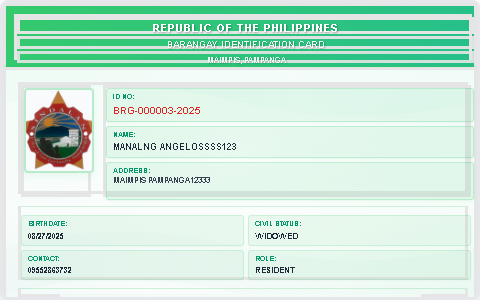 REPUBLIC OF THE PHILIPPINES
BARANGAY IDENTIFICATION CARD
MAIMPIS, PAMPANGA
ID NO:
BRG-000003-2025
NAME:
MANALNG ANGELOSSSS123
ADDRESS:
MAIMPIS PAMPANGA12333
BIRTHDATE:
08/27/2025
CIVIL STATUS:
WIDOWED
CONTACT:
09552863732
ROLE:
RESIDENT